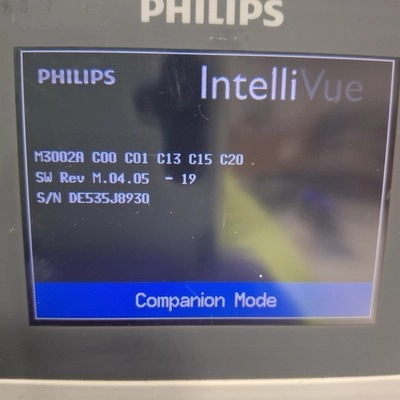 PHILIPS
PHILIPS IntelliVue
M3002A C00 C01 C13 C15 C20
SW Rev M.04.05 - 19
S/N DE535J8930
Companion Mode